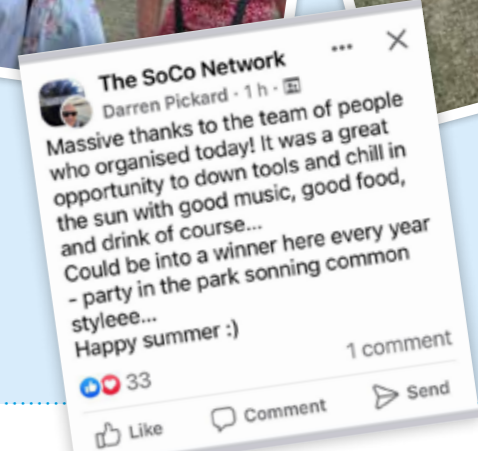 The SoCo Network
Darren Pickard · 1 h ·
Massive thanks to the team of people
who organised today! It was a great
opportunity to down tools and chill in
the sun with good music, good food,
and drink of course...
Could be into a winner here every year
- party in the park sonning common
styleee...
Happy summer :)
33
1 comment
Like
Comment
Send